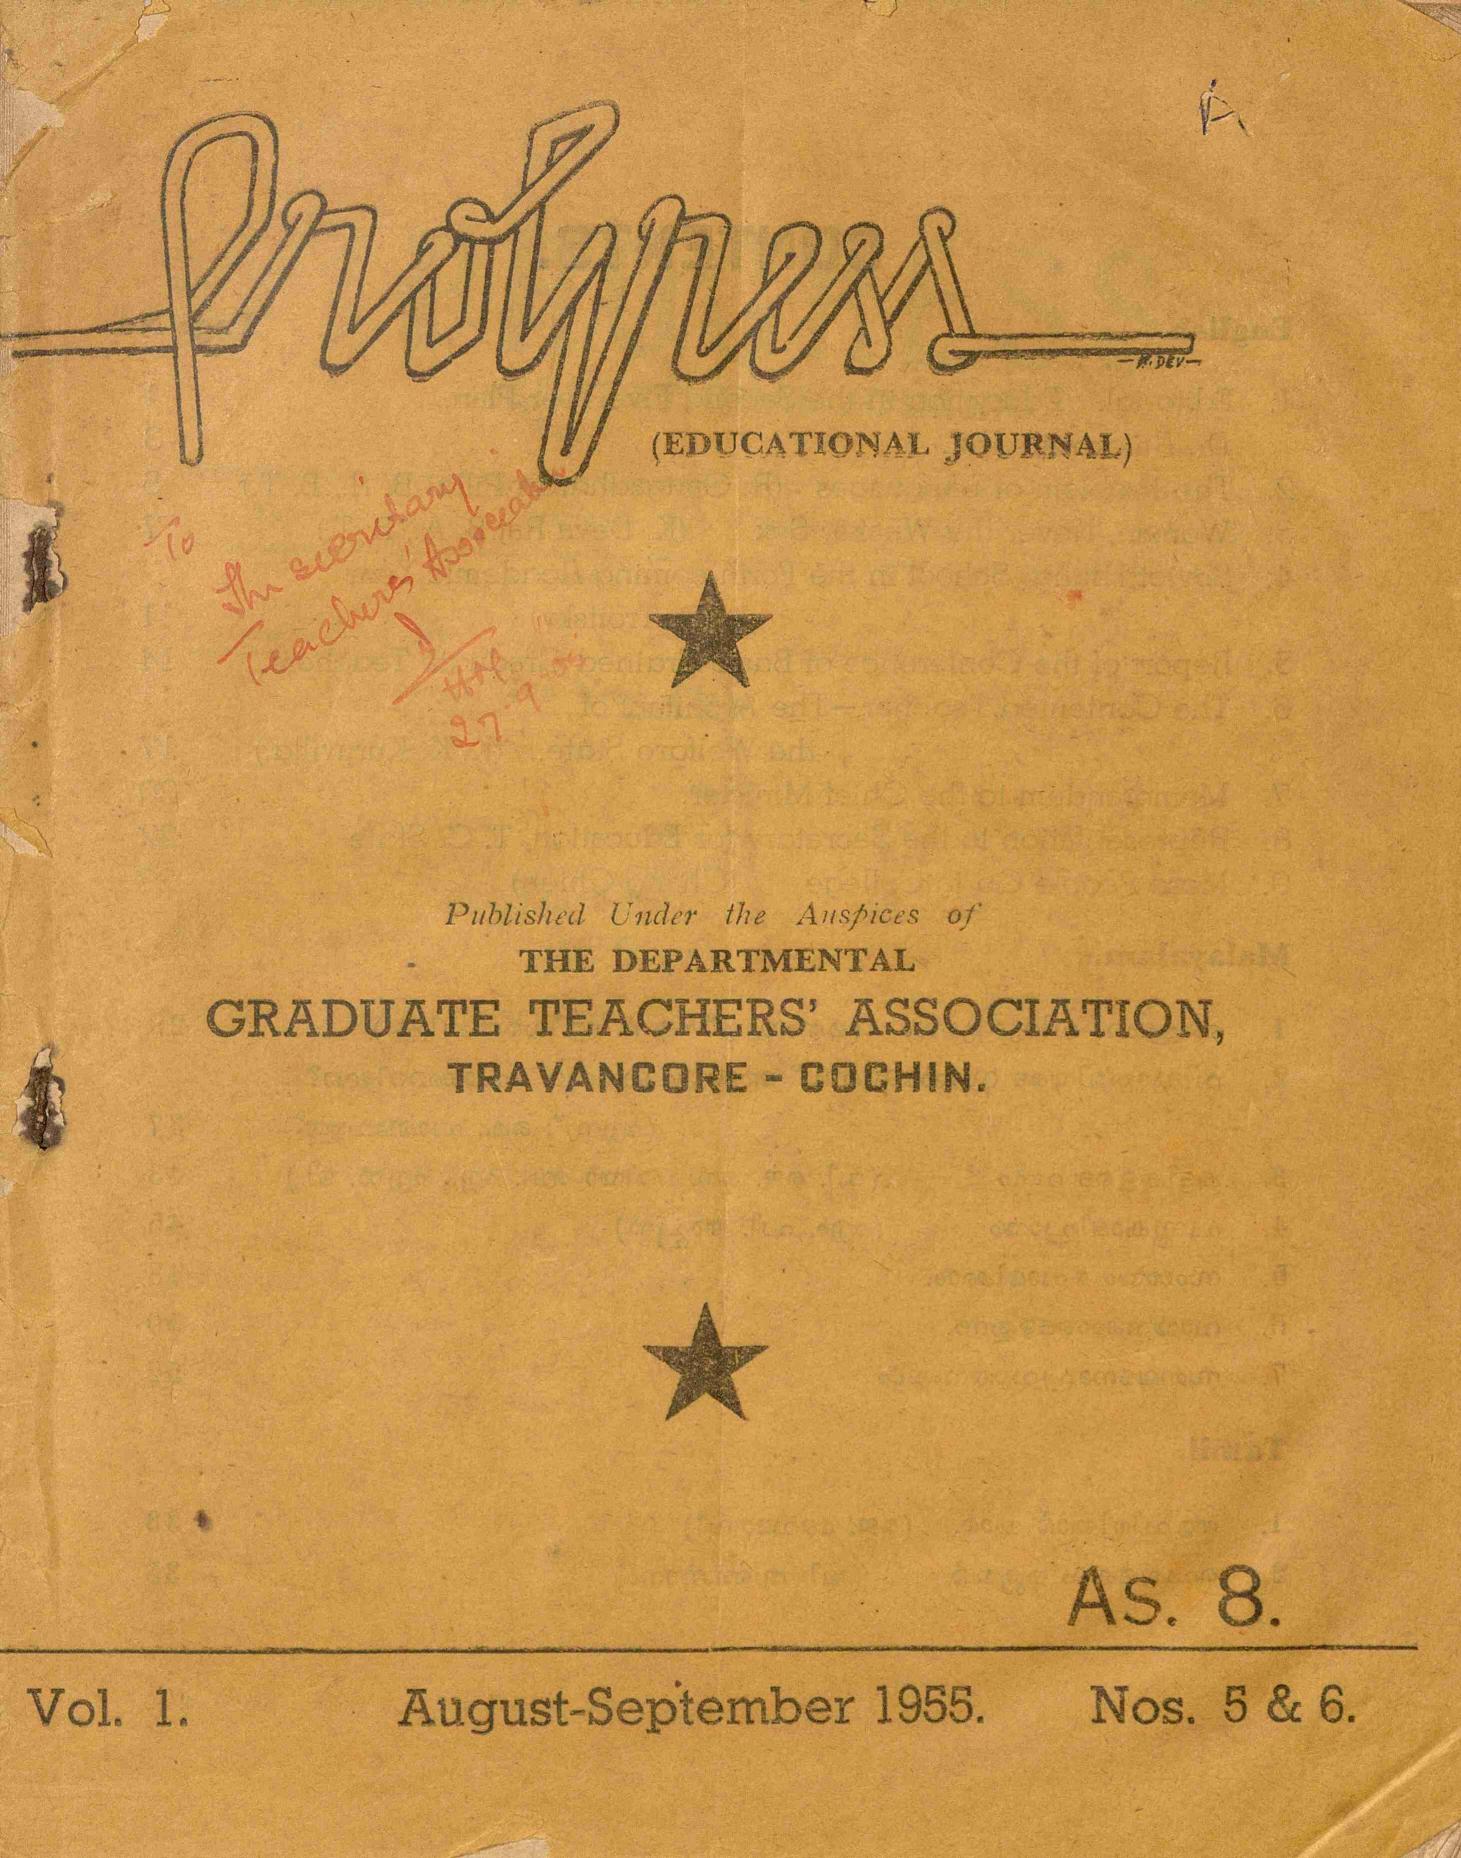 A
Progress
—K. DEV—
(EDUCATIONAL JOURNAL)
To
The secretary
Teachers' Association
27.9
Published Under the Auspices of
THE DEPARTMENTAL
GRADUATE TEACHERS' ASSOCIATION,
TRAVANCORE - COCHIN.
AS. 8.
Vol. 1. August-September 1955. Nos. 5 & 6.